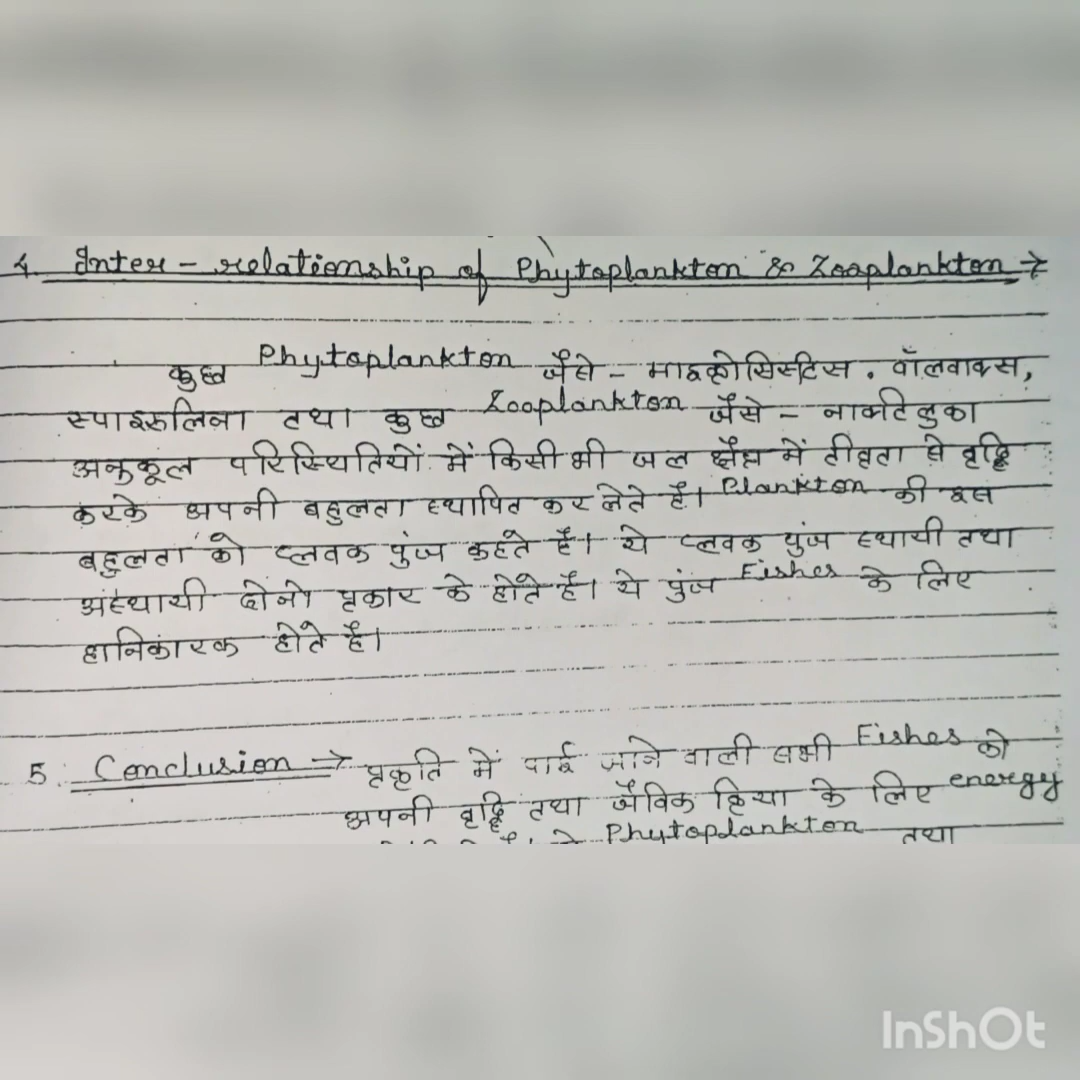 4. Inter - relationship of Phytoplankton & Zooplankton →
कुछ Phytoplankton जैसे - माइक्रोसिस्टिस, वॉलवाक्स,
स्पाइरुलिना तथा कुछ Zooplankton जैसे - नाक्टिलुका
अनुकूल परिस्थितियों में किसी भी जल क्षेत्र में तीव्रता से वृद्धि
करके अपनी बहुलता स्थापित कर लेते हैं। Plankton की इस
बहुलता को प्लवक पुंज कहते हैं। ये प्लवक पुंज स्थायी तथा
अस्थायी दोनो प्रकार के होते हैं। ये पुंज Fishes के लिए
हानिकारक होते हैं।
5. Conclusion → प्रकृति में पाई जाने वाली सभी Fishes को
अपनी वृद्धि तथा जैविक क्रिया के लिए energy
Phytoplankton तथा
InShOt